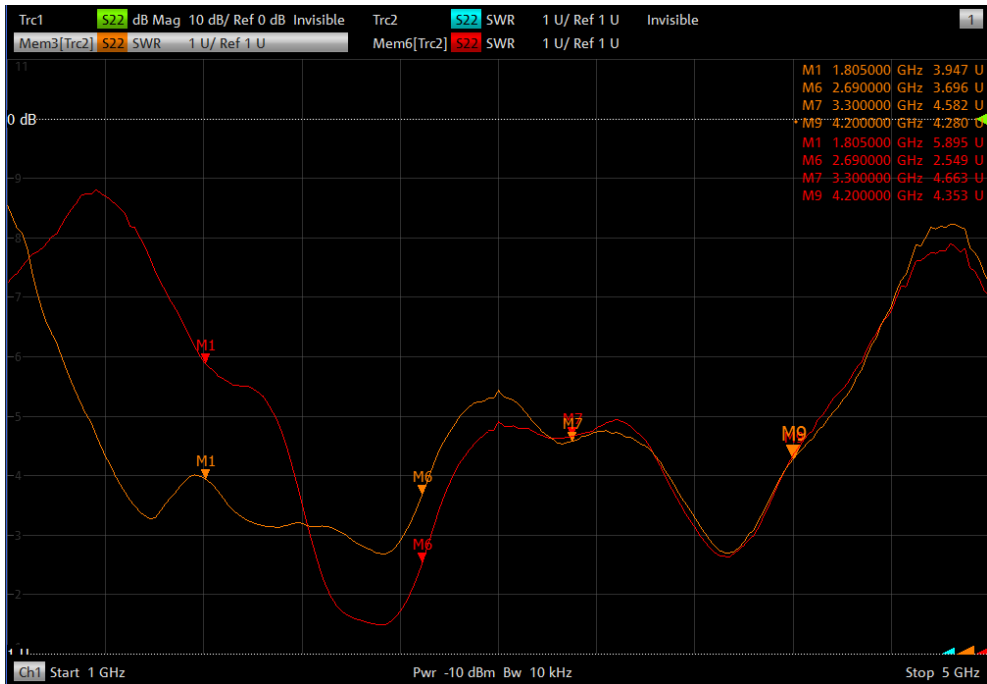 Trc1 S22 dB Mag 10 dB/ Ref 0 dB Invisible Trc2 S22 SWR 1 U/ Ref 1 U Invisible 1
Mem3[Trc2] S22 SWR 1 U/ Ref 1 U Mem6[Trc2] S22 SWR 1 U/ Ref 1 U
11
M1 1.805000 GHz 3.947 U
M6 2.690000 GHz 3.696 U
M7 3.300000 GHz 4.582 U
0 dB
M9 4.200000 GHz 4.280 U
M1 1.805000 GHz 5.895 U
M6 2.690000 GHz 2.549 U
9
M7 3.300000 GHz 4.663 U
M9 4.200000 GHz 4.353 U
8
7
M1
6
M7
5
M7
M9
M1
4
M6
3
M6
2
1 U
Ch1 Start 1 GHz Pwr -10 dBm Bw 10 kHz Stop 5 GHz